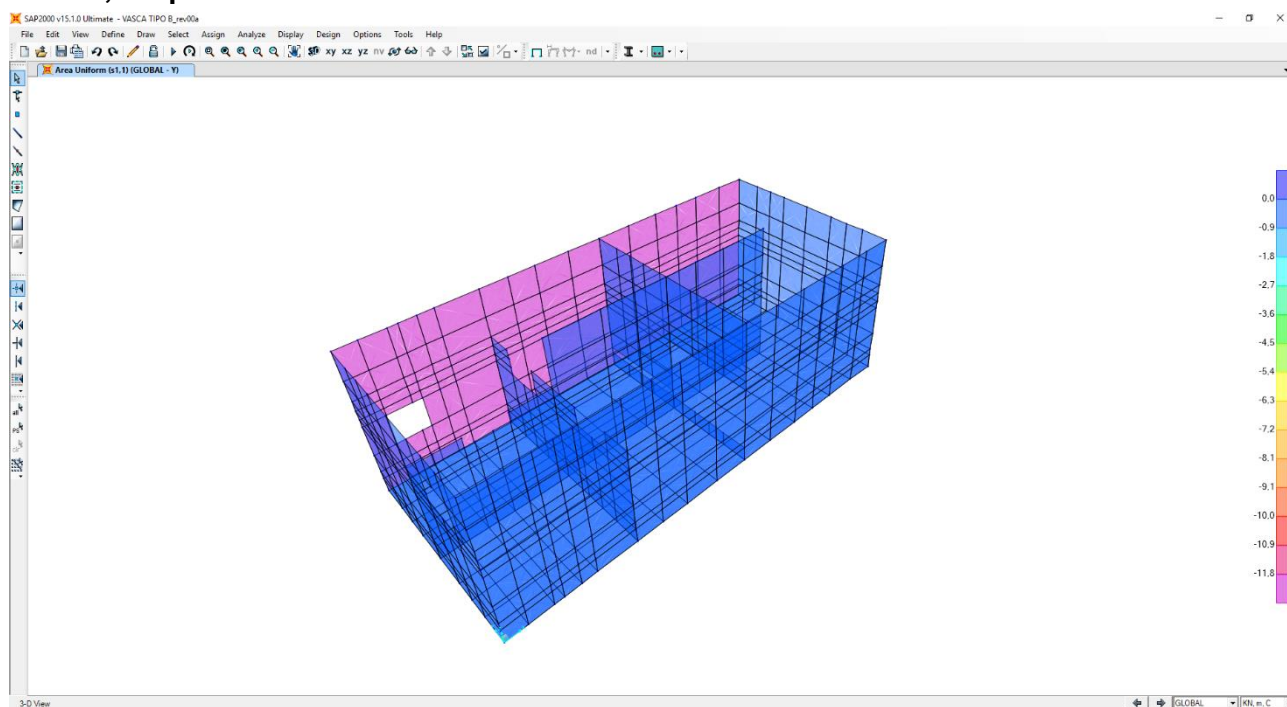 SAP2000 v15.1.0 Ultimate - VASCA TIPO B_rev00a
File Edit View Define Draw Select Assign Analyze Display Design Options Tools Help
xy xz yz nv nd
Area Uniform (s1,1) (GLOBAL - Y)
0.0
-0.9
-1.8
-2.7
-3.6
-4.5
-5.4
-6.3
-7.2
-8.1
-9.1
-10.0
-10.9
-11.8
3-D View
GLOBAL
KN, m, C